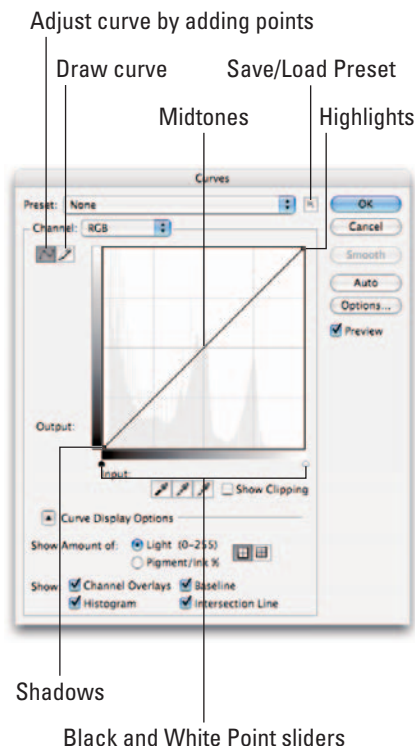 Adjust curve by adding points
Draw curve
Save/Load Preset
Midtones
Highlights
Curves
Preset: None
OK
Channel: RGB
Cancel
Smooth
Auto
Options...
Preview
Output:
Input:
Show Clipping
Curve Display Options
Show Amount of: Light (0-255)
Pigment/Ink %
Show: Channel Overlays Baseline
Histogram Intersection Line
Shadows
Black and White Point sliders